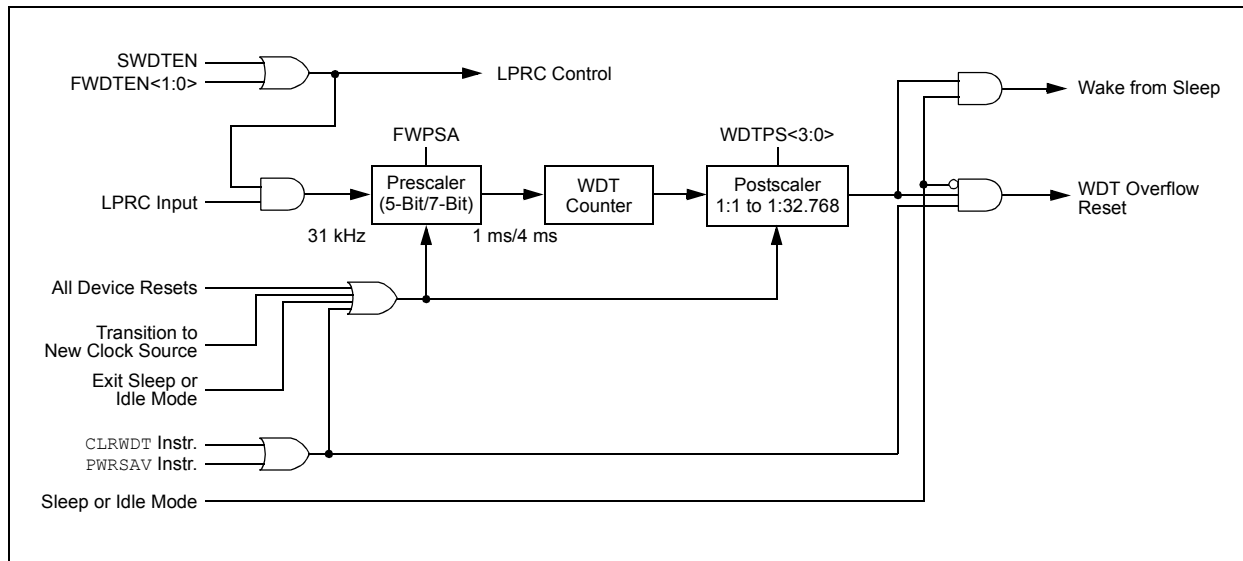 SWDTEN
FWDTEN<1:0>
LPRC Control
Wake from Sleep
FWPSA
WDTPS<3:0>
LPRC Input
Prescaler
(5-Bit/7-Bit)
WDT
Counter
Postscaler
1:1 to 1:32.768
WDT Overflow
Reset
31 kHz
1 ms/4 ms
All Device Resets
Transition to
New Clock Source
Exit Sleep or
Idle Mode
CLRWDT Instr.
PWRSAV Instr.
Sleep or Idle Mode